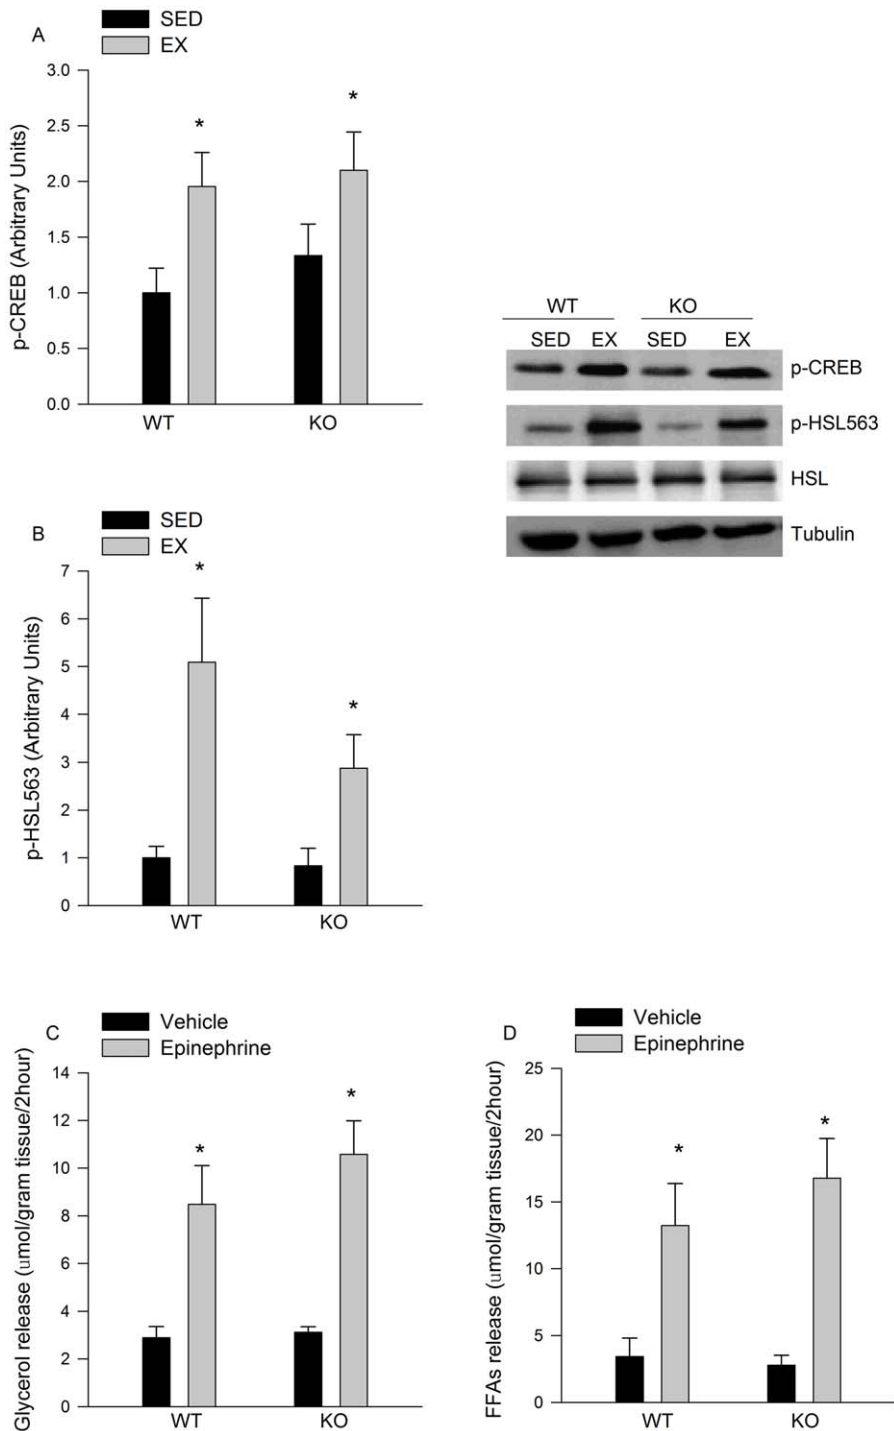 A
SED
EX
p-CREB (Arbitrary Units)
3.0
2.5
2.0
1.5
1.0
0.5
0.0
*
*
WT
KO
WT
KO
SED
EX
SED
EX
p-CREB
p-HSL563
HSL
Tubulin
B
SED
EX
p-HSL563 (Arbitrary Units)
7
6
5
4
3
2
1
0
*
*
WT
KO
C
Vehicle
Epinephrine
Glycerol release (umol/gram tissue/2hour)
14
12
10
8
6
4
2
0
*
*
WT
KO
D
Vehicle
Epinephrine
FFAs release (umol/gram tissue/2hour)
25
20
15
10
5
0
*
*
WT
KO